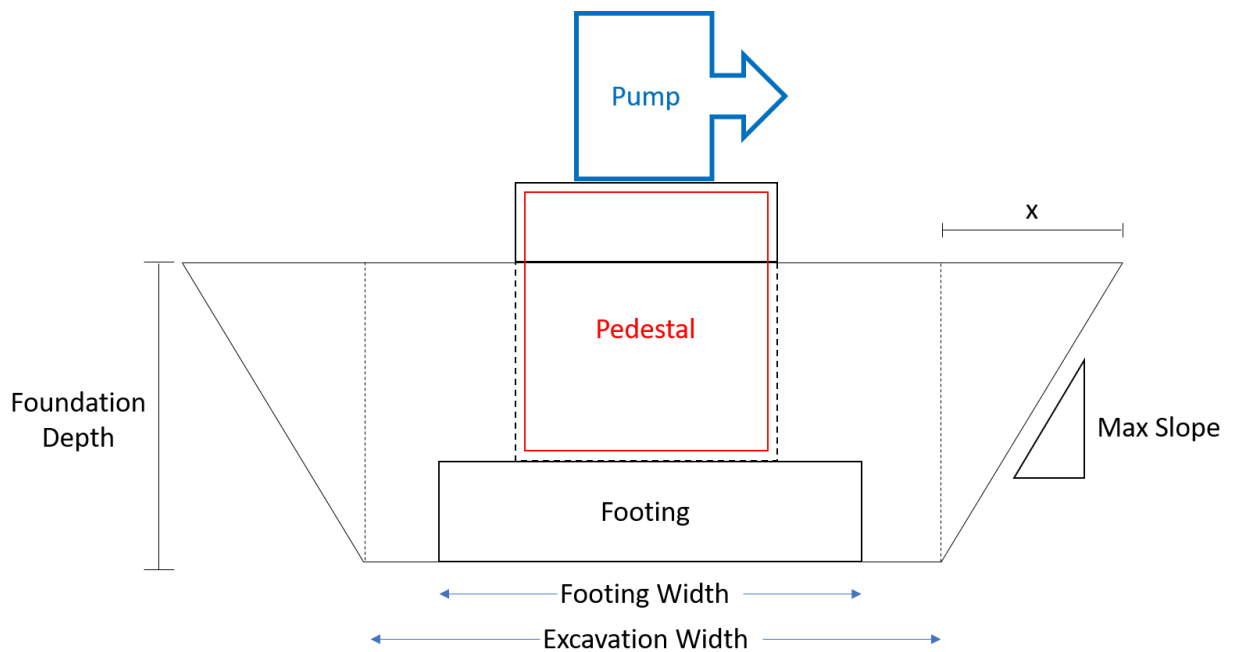 Pump
x
Pedestal
Foundation
Depth
Max Slope
Footing
Footing Width
Excavation Width